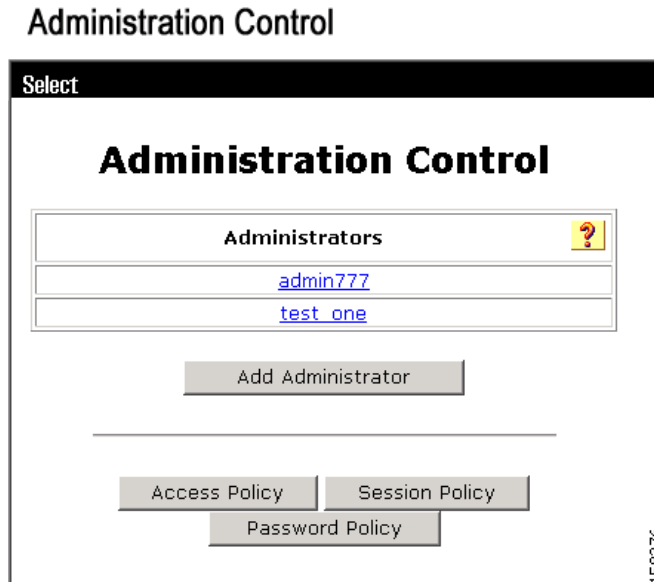 Administration Control
Select
Administration Control
Administrators
admin777
test_one
Add Administrator
Access Policy Session Policy
Password Policy